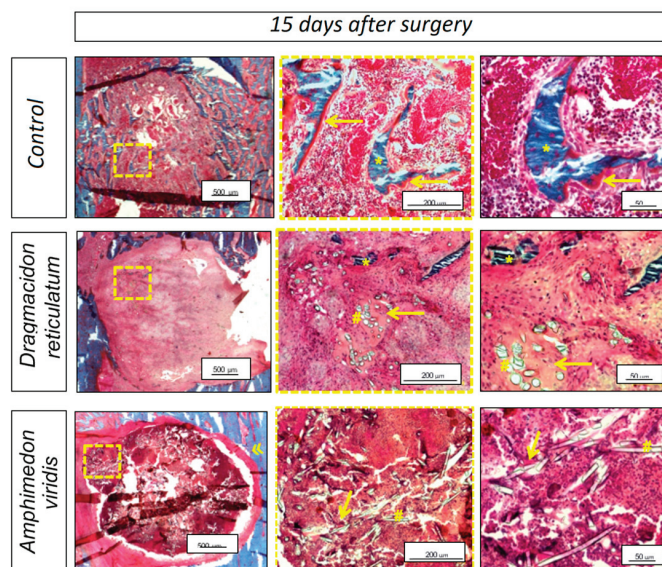 15 days after surgery
Control
500 µm
*
200 µm
*
50
Dragmacidon
reticulatum
500 µm
*
#
200 µm
*
#
50 µm
Amphimedon
viridis
«
500 µm
#
200 µm
#
50 µm